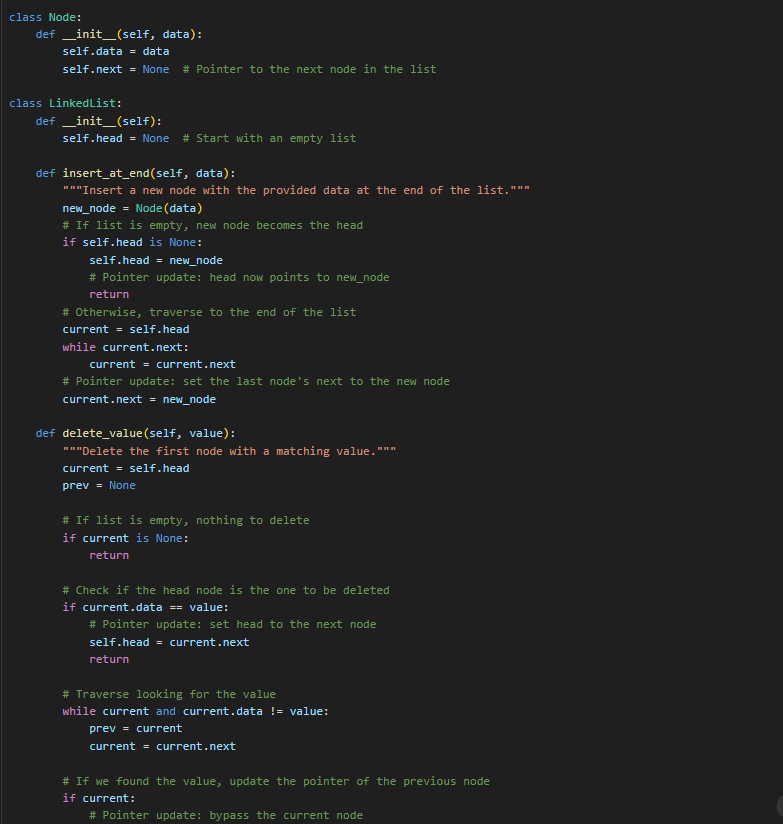 class Node:
    def __init__(self, data):
        self.data = data
        self.next = None  # Pointer to the next node in the list

class LinkedList:
    def __init__(self):
        self.head = None  # Start with an empty list

    def insert_at_end(self, data):
        """Insert a new node with the provided data at the end of the list."""
        new_node = Node(data)
        # If list is empty, new node becomes the head
        if self.head is None:
            self.head = new_node
            # Pointer update: head now points to new_node
            return
        # Otherwise, traverse to the end of the list
        current = self.head
        while current.next:
            current = current.next
        # Pointer update: set the last node's next to the new node
        current.next = new_node

    def delete_value(self, value):
        """Delete the first node with a matching value."""
        current = self.head
        prev = None

        # If list is empty, nothing to delete
        if current is None:
            return

        # Check if the head node is the one to be deleted
        if current.data == value:
            # Pointer update: set head to the next node
            self.head = current.next
            return

        # Traverse looking for the value
        while current and current.data != value:
            prev = current
            current = current.next

        # If we found the value, update the pointer of the previous node
        if current:
            # Pointer update: bypass the current node